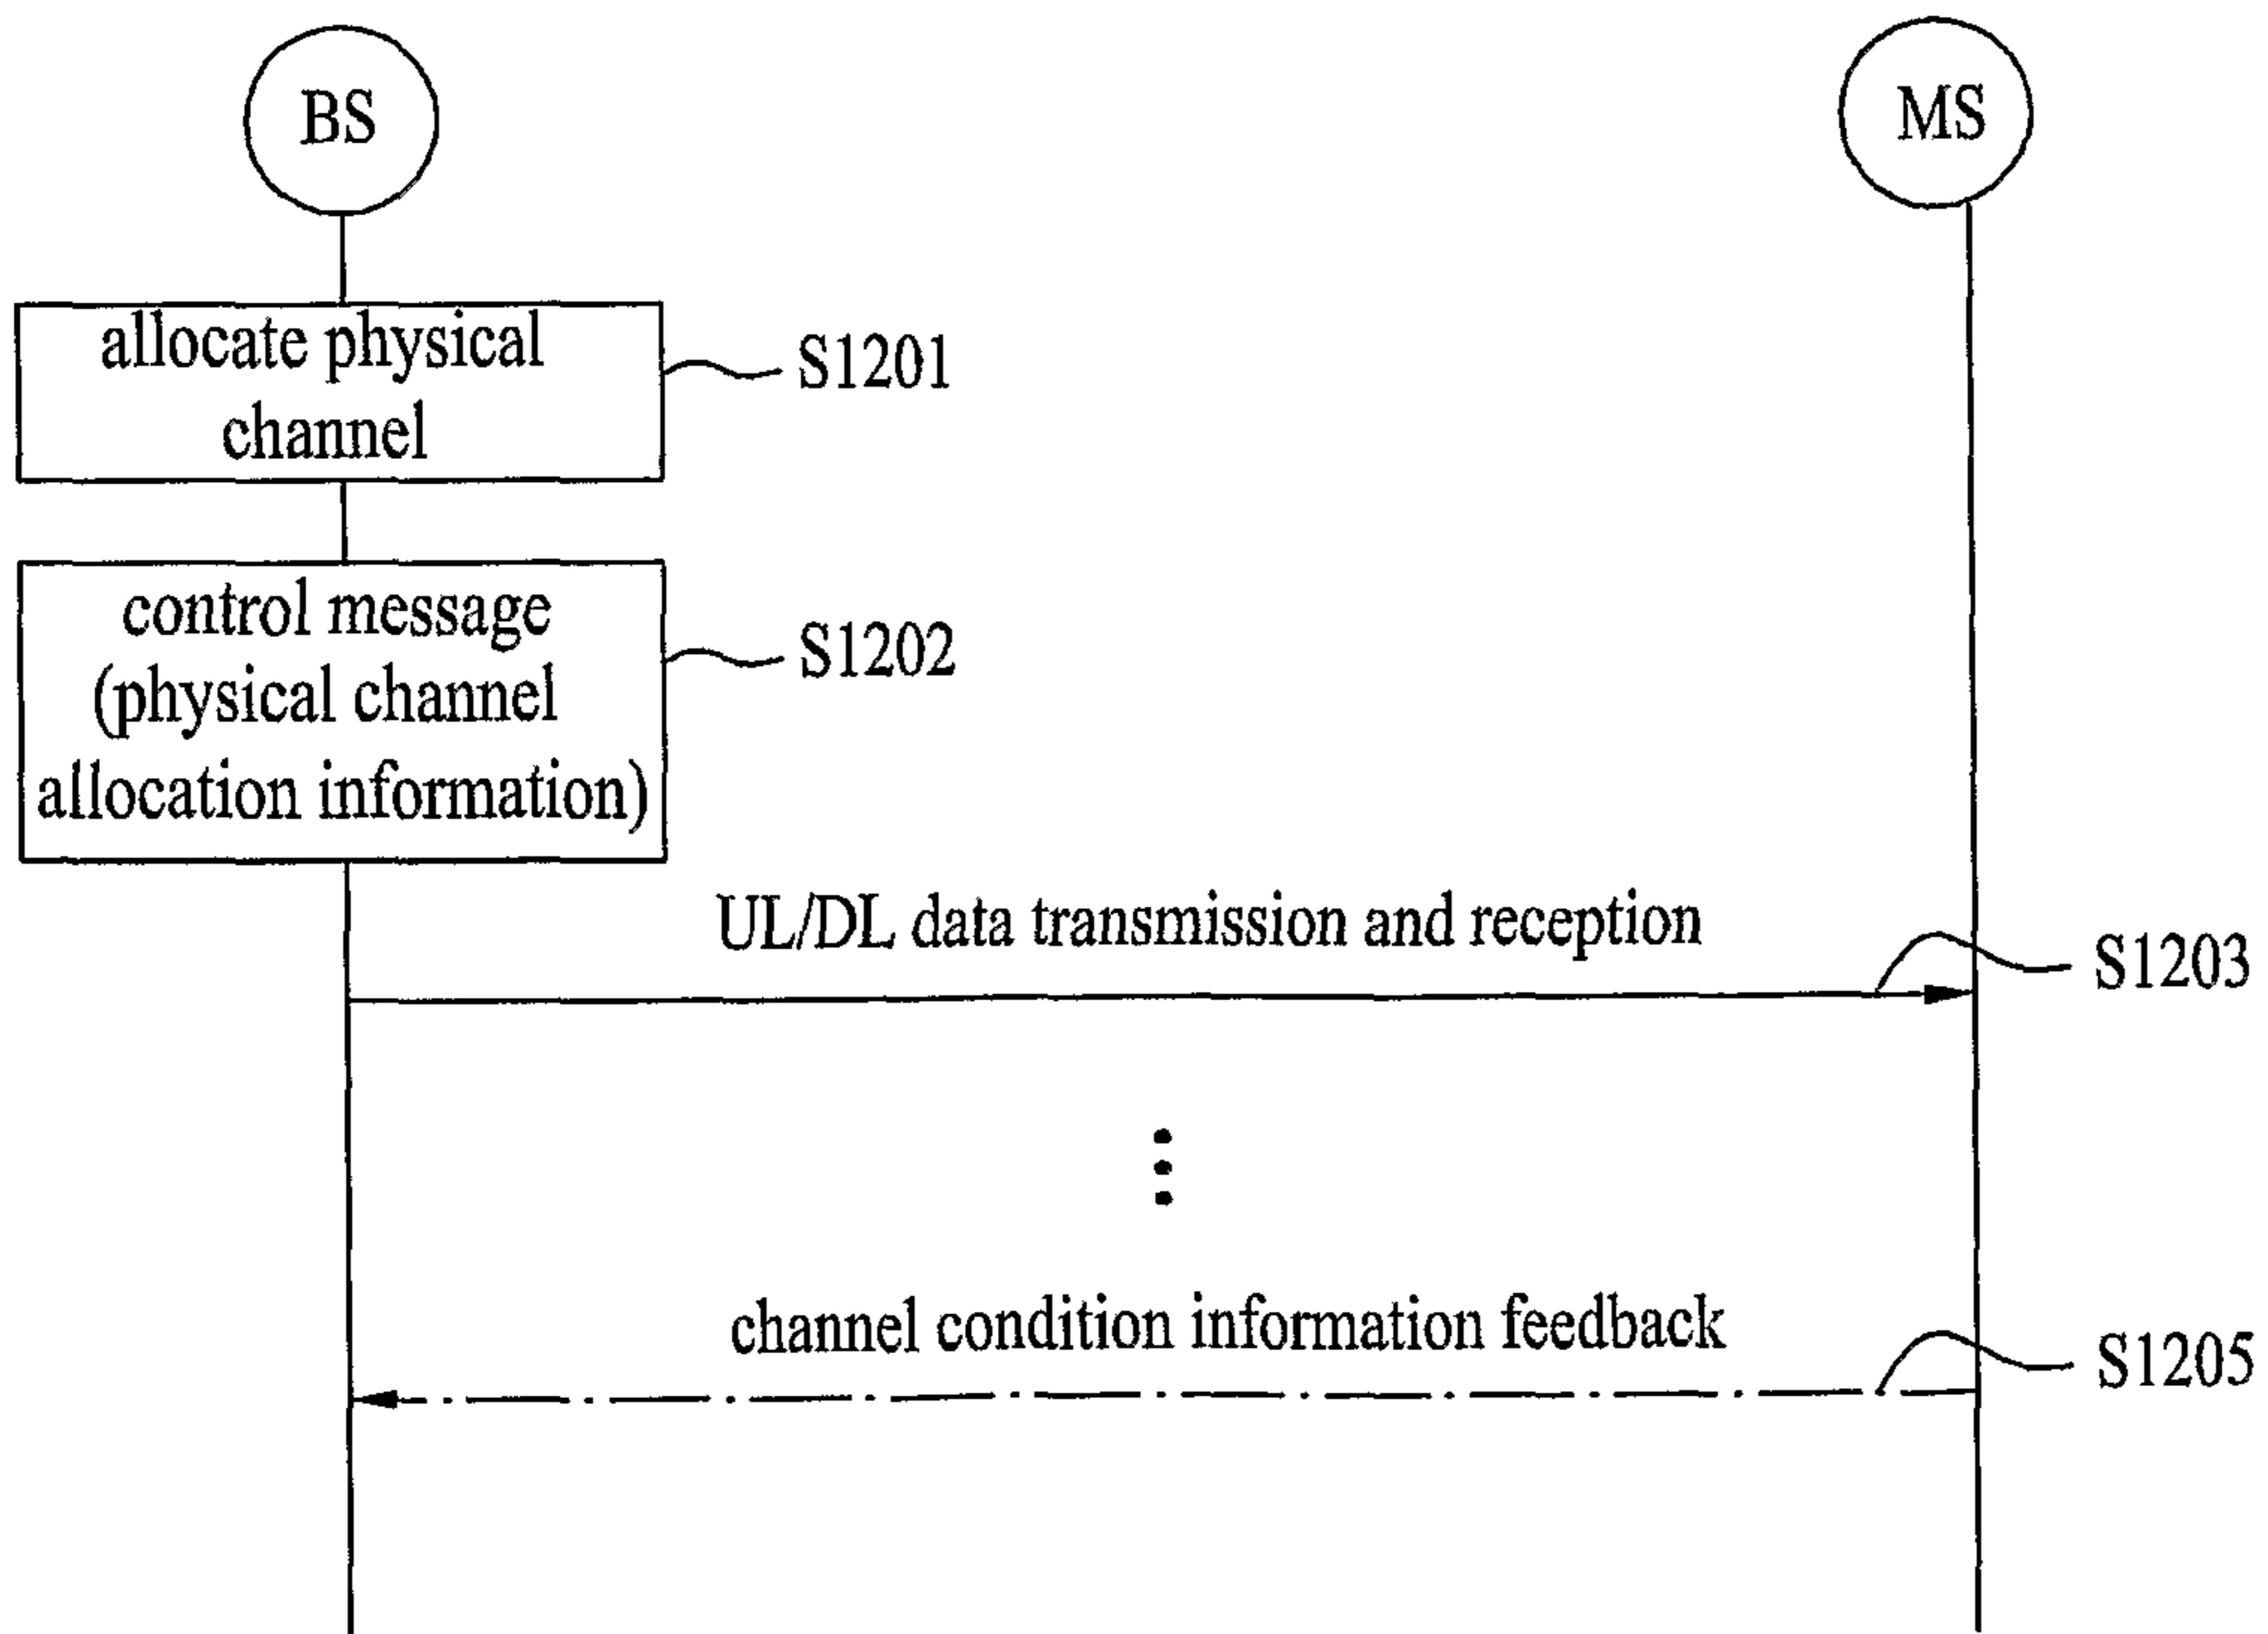 BS
MS
allocate physical
channel
S1201
control message
(physical channel
allocation information)
S1202
UL/DL data transmission and reception
S1203
channel condition information feedback
S1205